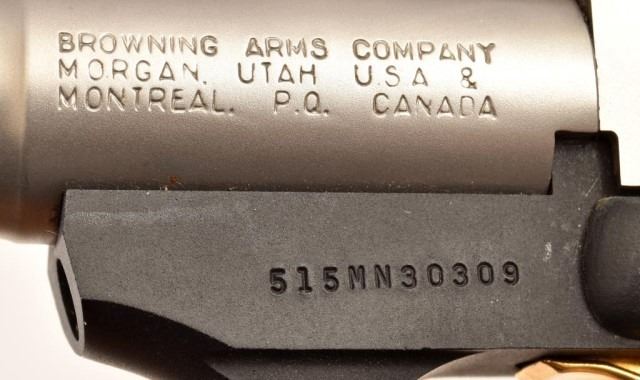 BROWNING ARMS COMPANY
MORGAN, UTAH U.S.A &
MONTREAL. P.Q. CANADA
515MN30309